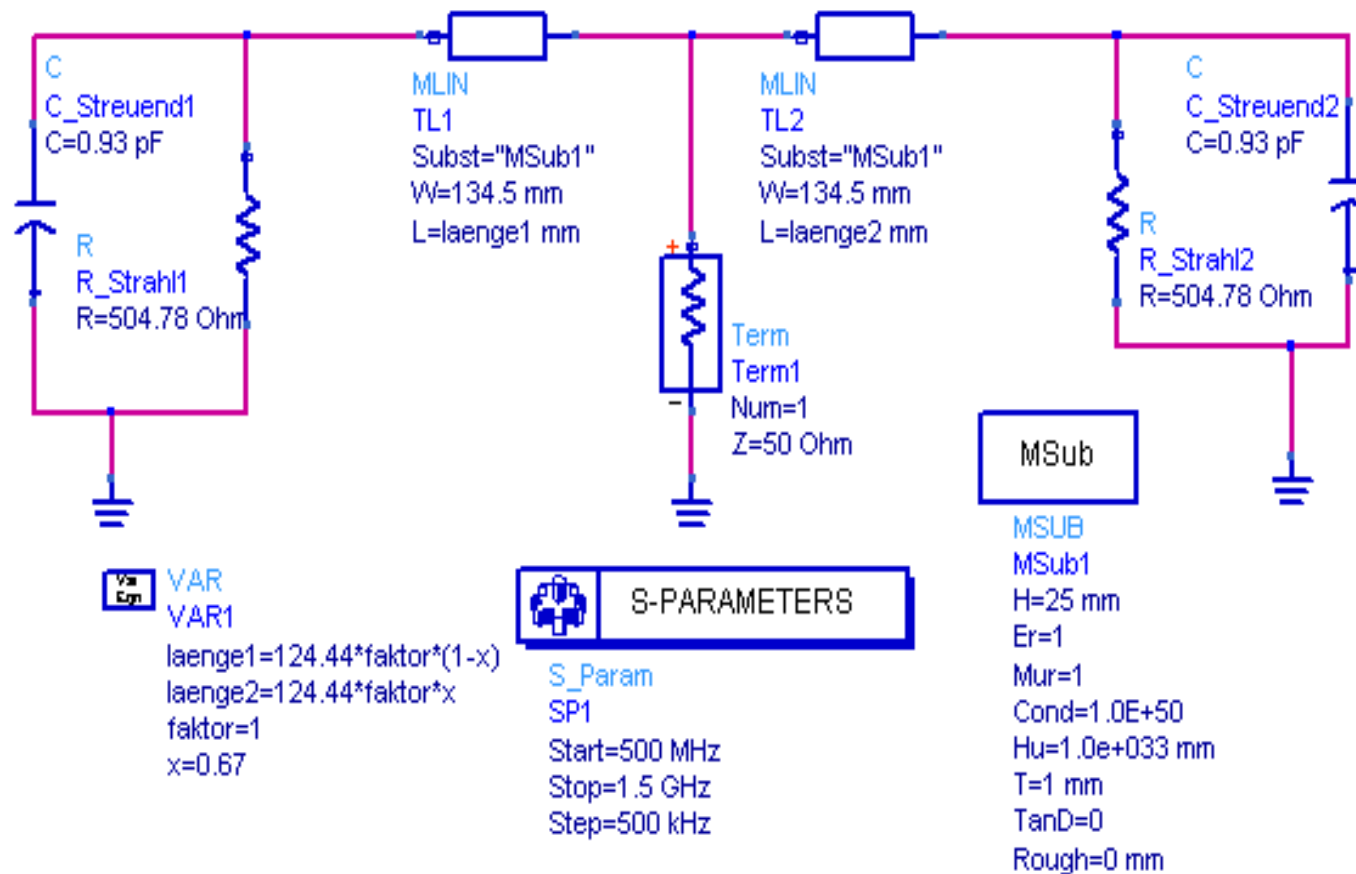 C
C_Streuend1
C=0.93 pF
R
R_Strahl1
R=504.78 Ohm
MLIN
TL1
Subst="MSub1"
W=134.5 mm
L=laenge1 mm
MLIN
TL2
Subst="MSub1"
W=134.5 mm
L=laenge2 mm
C
C_Streuend2
C=0.93 pF
R
R_Strahl2
R=504.78 Ohm
+
Term
Term1
Num=1
Z=50 Ohm
-
Var
Eqn
VAR
VAR1
laenge1=124.44*faktor*(1-x)
laenge2=124.44*faktor*x
faktor=1
x=0.67
S-PARAMETERS
S_Param
SP1
Start=500 MHz
Stop=1.5 GHz
Step=500 kHz
MSub
MSUB
MSub1
H=25 mm
Er=1
Mur=1
Cond=1.0E+50
Hu=1.0e+033 mm
T=1 mm
TanD=0
Rough=0 mm